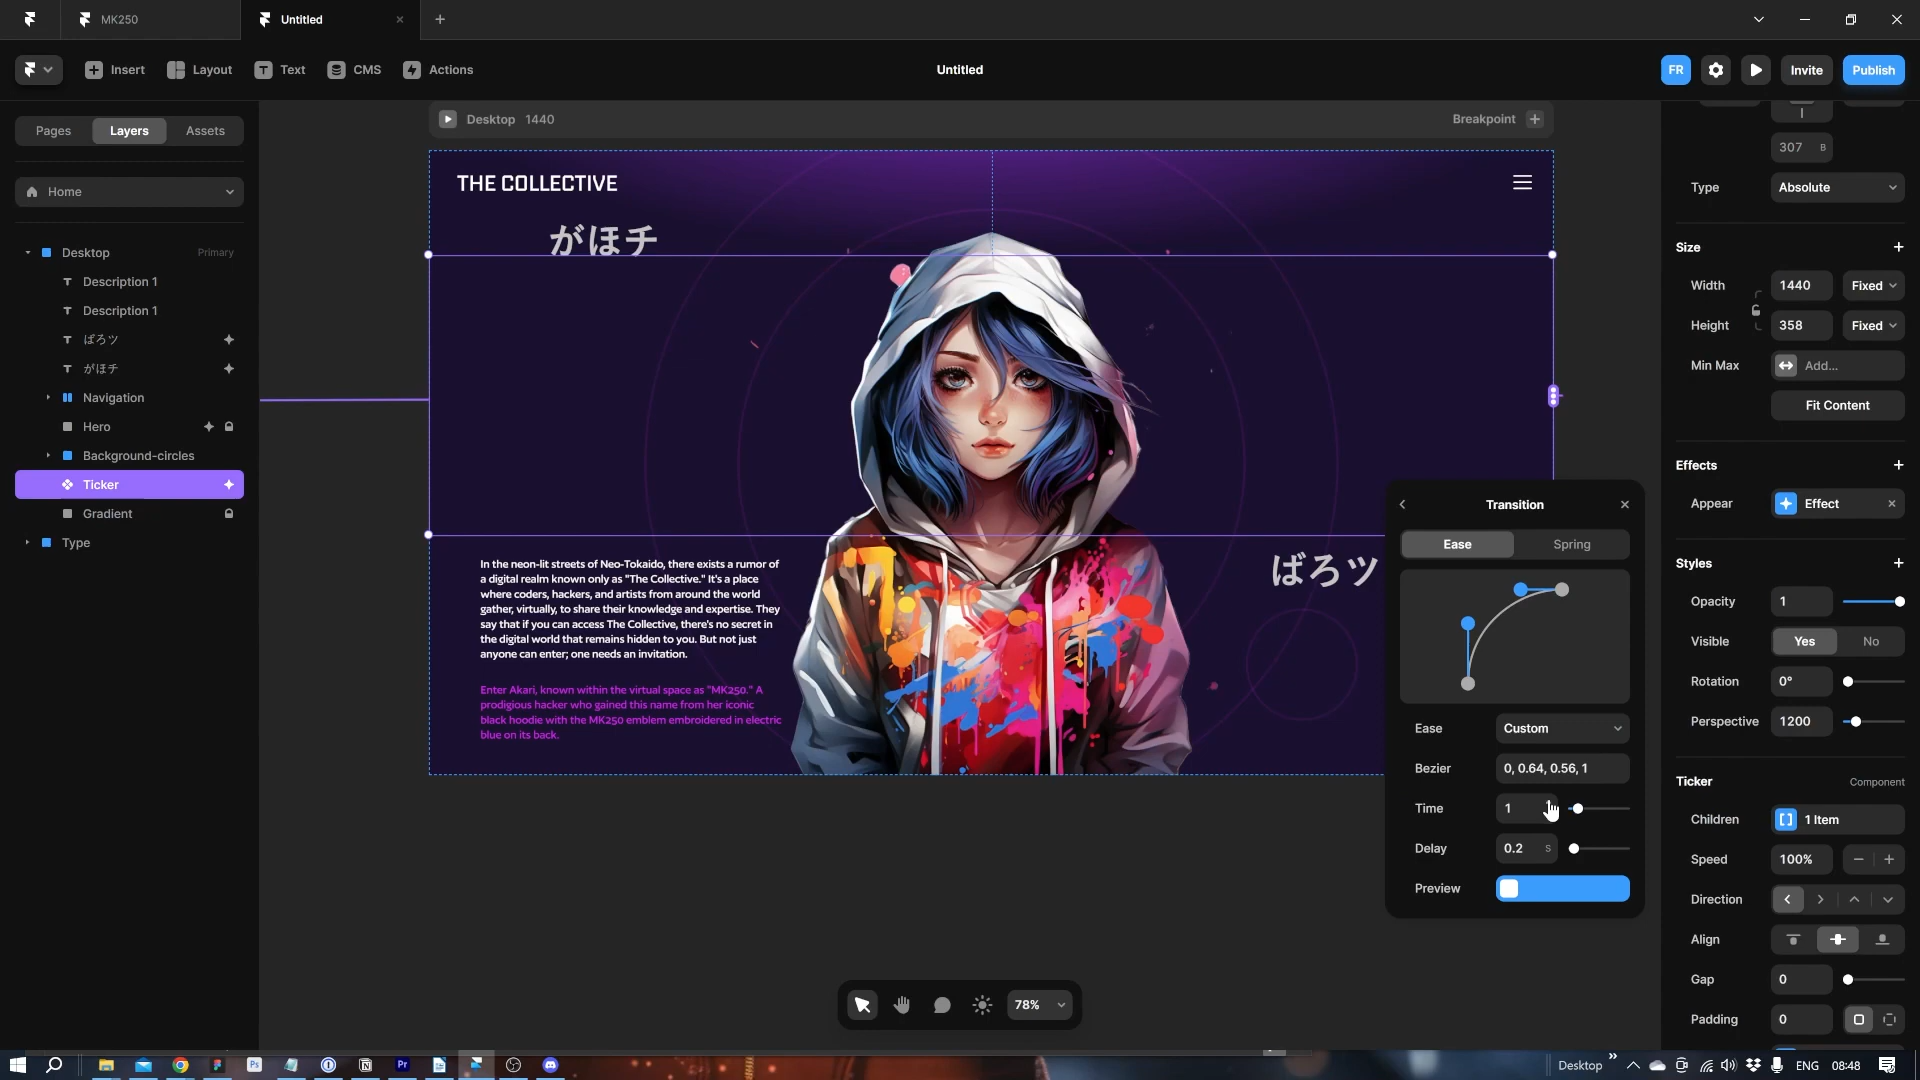 MK250
Untitled
Insert
Layout
Text
CMS
Actions
Untitled
FR
Invite
Publish
Pages
Layers
Assets
Home
Desktop
Primary
Description 1
Description 1
ばろツ
がほチ
Navigation
Hero
Background-circles
Ticker
Gradient
Type
Desktop 1440
Breakpoint
THE COLLECTIVE
がほチ
ばろツ
In the neon-lit streets of Neo-Tokaido, there exists a rumor of
a digital realm known only as "The Collective." It's a place
where coders, hackers, and artists from around the world
gather, virtually, to share their knowledge and expertise. They
say that if you can access The Collective, there's no secret in
the digital world that remains hidden to you. But not just
anyone can enter; one needs an invitation.
Enter Akari, known within the virtual space as "MK250." A
prodigious hacker who gained this name from her iconic
black hoodie with the MK250 emblem embroidered in electric
blue on its back.
Transition
Ease
Spring
Ease
Custom
Bezier
0, 0.64, 0.56, 1
Time
1
Delay
0.2 S
Preview
307 B
Type
Absolute
Size
Width
1440
Fixed
Height
358
Fixed
Min Max
Add...
Fit Content
Effects
Appear
Effect
Styles
Opacity
1
Visible
Yes
No
Rotation
0°
Perspective
1200
Ticker
Component
Children
1 Item
Speed
100%
Direction
Align
Gap
0
Padding
0
78%
Desktop
ENG
08:48